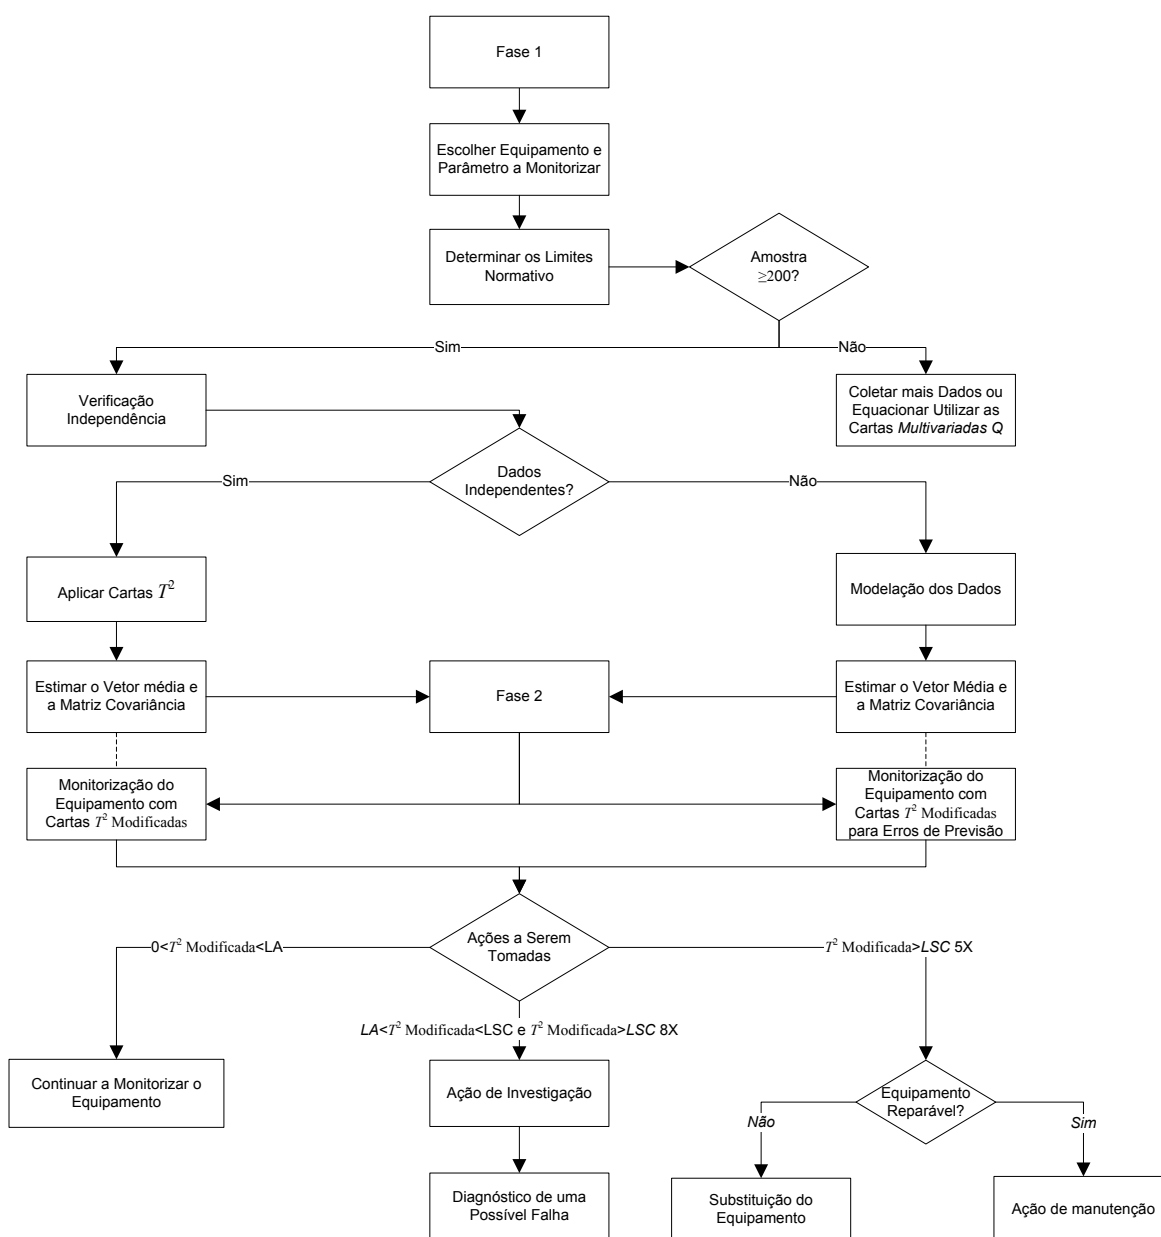 Fase 1
Escolher Equipamento e
Parâmetro a Monitorizar
Determinar os Limites
Normativo
Amostra
≥200?
Sim
Não
Verificação
Independência
Coletar mais Dados ou
Equacionar Utilizar as
Cartas Multivariadas Q
Dados
Independentes?
Sim
Não
Aplicar Cartas T²
Modelação dos Dados
Estimar o Vetor média e
a Matriz Covariância
Fase 2
Estimar o Vetor Média e
a Matriz Covariância
Monitorização do
Equipamento com
Cartas T² Modificadas
Monitorização do
Equipamento com
Cartas T² Modificadas
para Erros de Previsão
Ações a Serem
Tomadas
0<T² Modificada<LA
T² Modificada>LSC 5X
LA<T² Modificada<LSC e T² Modificada>LSC 8X
Continuar a Monitorizar o
Equipamento
Ação de Investigação
Equipamento
Reparável?
Não
Sim
Diagnóstico de uma
Possível Falha
Substituição do
Equipamento
Ação de manutenção